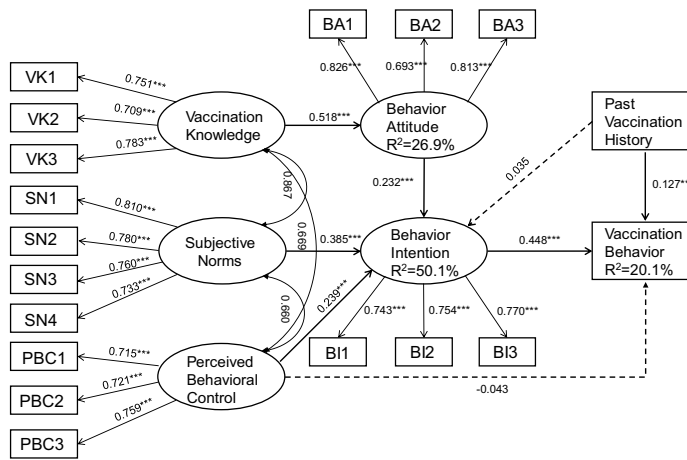 BA1
BA2
BA3
0.826***
0.693***
0.813***
VK1
VK2
VK3
0.751***
0.709***
0.783***
Vaccination
Knowledge
0.518***
Behavior
Attitude
R²=26.9%
Past
Vaccination
History
0.035
0.127**
0.232***
0.867
0.669
SN1
SN2
SN3
SN4
0.810***
0.780***
0.760***
0.733***
Subjective
Norms
0.385***
Behavior
Intention
R²=50.1%
0.448***
Vaccination
Behavior
R²=20.1%
0.660
0.239***
0.743***
0.754***
0.770***
BI1
BI2
BI3
PBC1
PBC2
PBC3
0.715***
0.721***
0.759***
Perceived
Behavioral
Control
-0.043